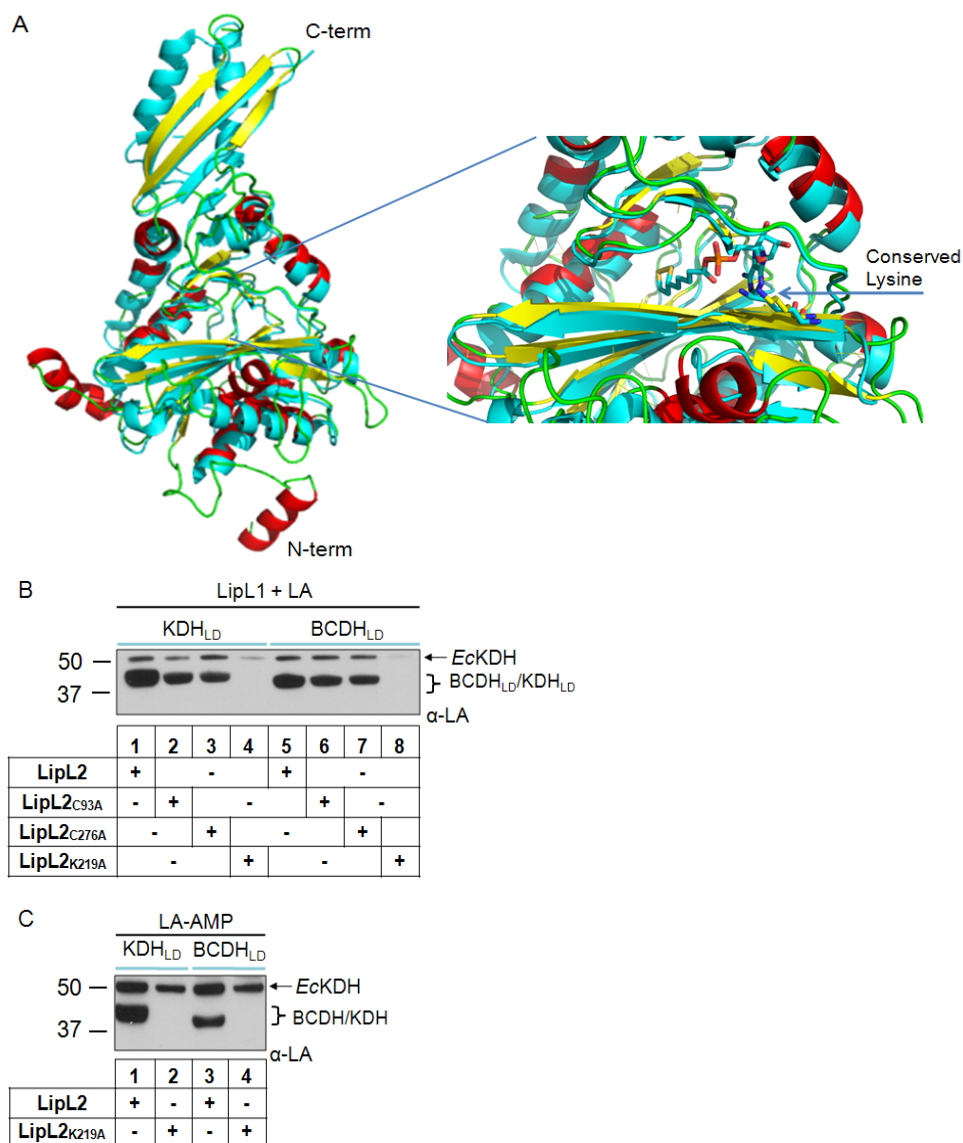 A
C-term
Conserved
Lysine
N-term
B
LipL1 + LA
KDHLD BCDHLD
50
EcKDH
37
BCDHLD/KDHLD
α-LA
1 2 3 4 5 6 7 8
LipL2 + - + -
LipL2C93A - + - + -
LipL2C276A - + - + -
LipL2K219A - + - +
C
LA-AMP
KDHLD BCDHLD
50
EcKDH
37
BCDH/KDH
α-LA
1 2 3 4
LipL2 + - + -
LipL2K219A - + - +